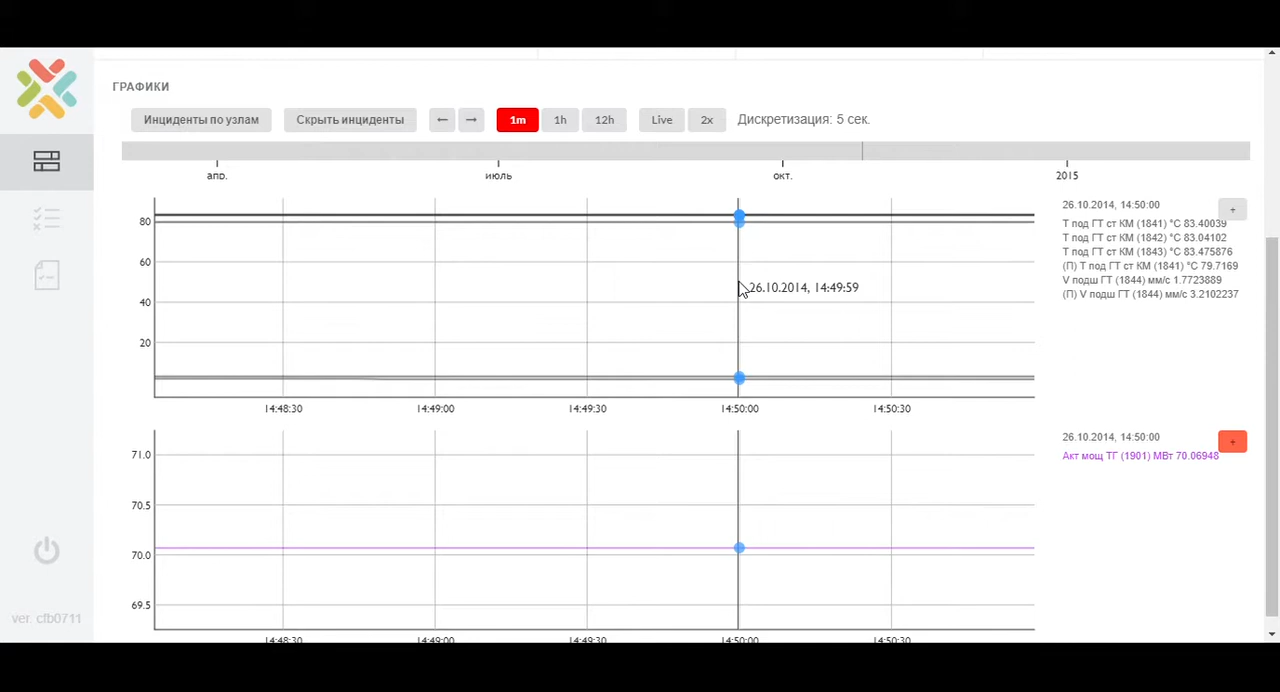 ГРАФИКИ
Инциденты по узлам Скрыть инциденты ← → 1m 1h 12h Live 2x Дискретизация: 5 сек.
апр. июль окт. 2015
26.10.2014, 14:50:00 +
Т под ГТ ст КМ (1841) °С 83.40039
Т под ГТ ст КМ (1842) °С 83.04102
Т под ГТ ст КМ (1843) °С 83.475876
(П) Т под ГТ ст КМ (1841) °С 79.7169
V подш ГТ (1844) мм/с 1.7723889
(П) V подш ГТ (1844) мм/с 3.2102237
80
60
40
20
26.10.2014, 14:49:59
14:48:30 14:49:00 14:49:30 14:50:00 14:50:30
26.10.2014, 14:50:00 +
Акт мощ ТГ (1901) МВт 70.06948
71.0
70.5
70.0
69.5
14:48:30 14:49:00 14:49:30 14:50:00 14:50:30
ver. cfb0711